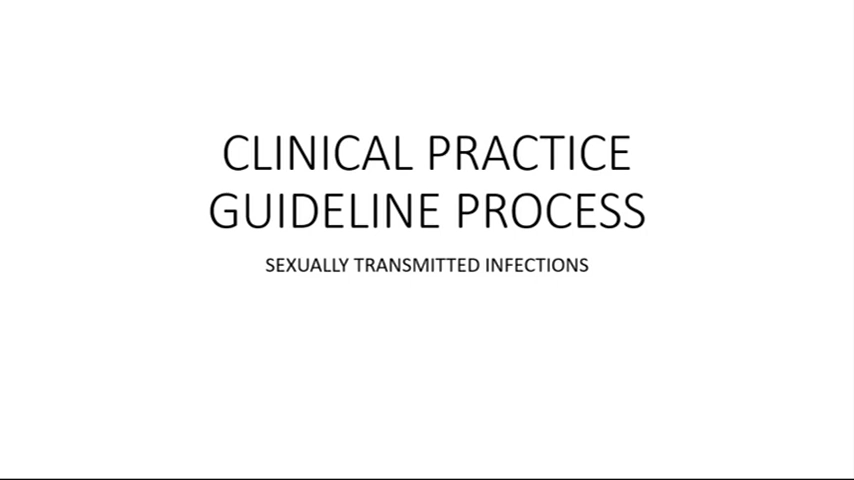 CLINICAL PRACTICE
GUIDELINE PROCESS
SEXUALLY TRANSMITTED INFECTIONS